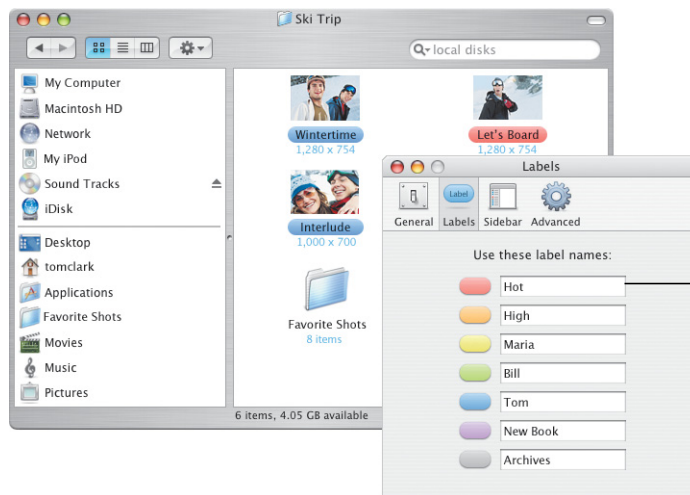 Ski Trip
local disks
My Computer
Macintosh HD
Network
My iPod
Sound Tracks
iDisk
Desktop
tomclark
Applications
Favorite Shots
Movies
Music
Pictures
Wintertime
1,280 x 754
Let's Board
1,280 x 754
Interlude
1,000 x 700
Favorite Shots
8 items
6 items, 4.05 GB available
Labels
Label
General Labels Sidebar Advanced
Use these label names:
Hot
High
Maria
Bill
Tom
New Book
Archives